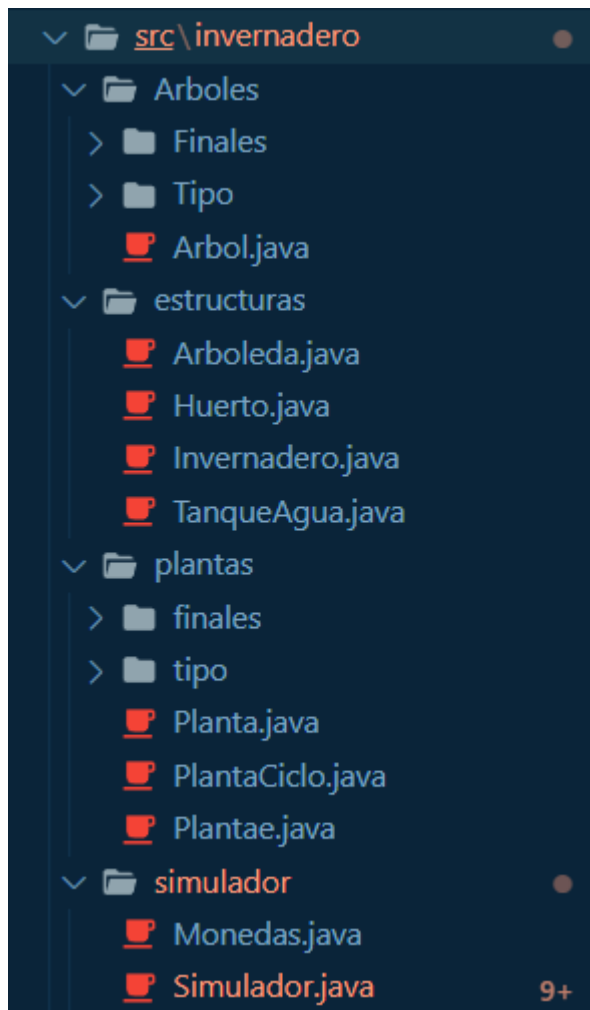 src\invernadero
Arboles
Finales
Tipo
Arbol.java
estructuras
Arboleda.java
Huerto.java
Invernadero.java
TanqueAgua.java
plantas
finales
tipo
Planta.java
PlantaCiclo.java
Plantae.java
simulador
Monedas.java
Simulador.java 9+